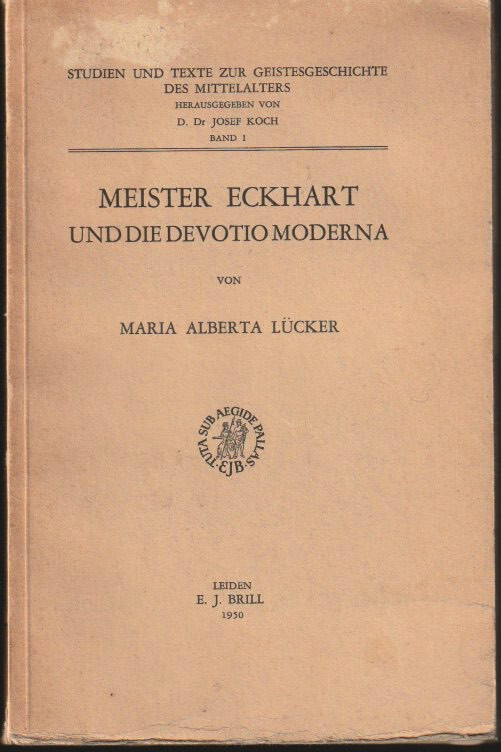 STUDIEN UND TEXTE ZUR GEISTESGESCHICHTE
DES MITTELALTERS
HERAUSGEGEBEN VON
D. Dr JOSEF KOCH
BAND I
MEISTER ECKHART
UND DIE DEVOTIO MODERNA
VON
MARIA ALBERTA LÜCKER
TUTA SUB AEGIDE PALLAS
·EJB·
LEIDEN
E. J. BRILL
1950